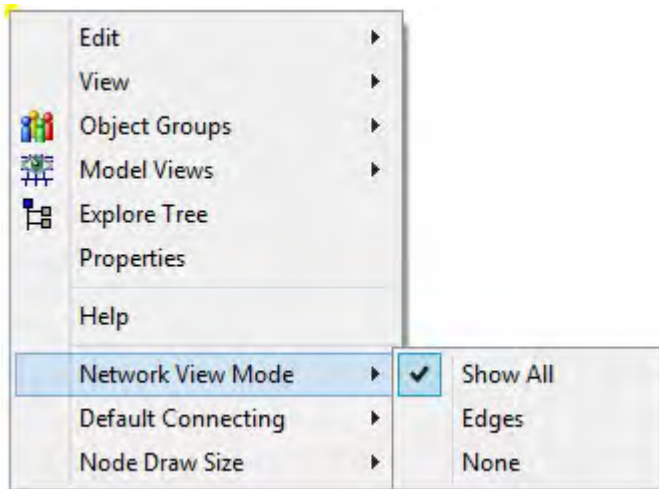 Edit
View
Object Groups
Model Views
Explore Tree
Properties
Help
Network View Mode
Show All
Default Connecting
Edges
Node Draw Size
None